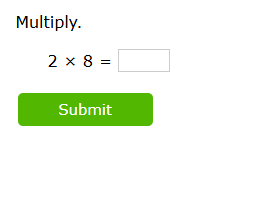 Multiply.
2 × 8 =
Submit